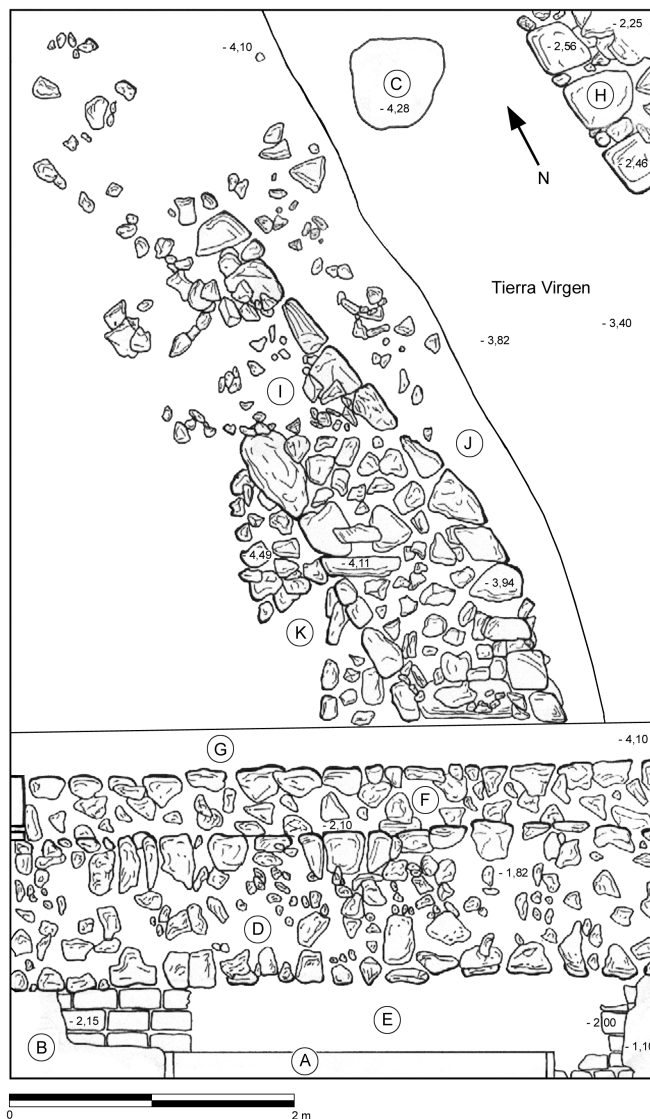 - 2,25
- 4,10
- 2,56
C
H
- 4,28
- 2,46
N
Tierra Virgen
- 3,40
- 3,82
I
J
- 4,49
- 4,11
- 3,94
K
G
- 4,10
F
- 2,10
- 1,82
D
- 2,15
E
- 2,00
B
- 1,10
A
0
2 m